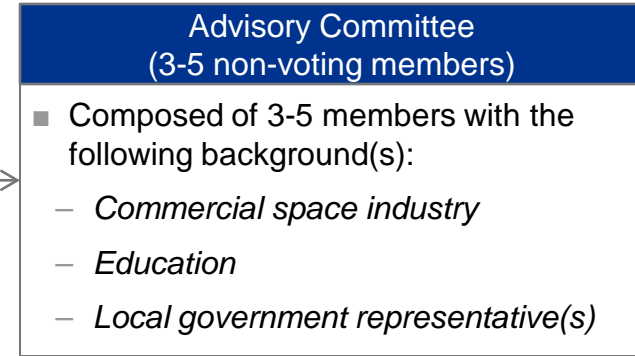 Advisory Committee
(3-5 non-voting members)
■ Composed of 3-5 members with the
following background(s):
– Commercial space industry
– Education
– Local government representative(s)